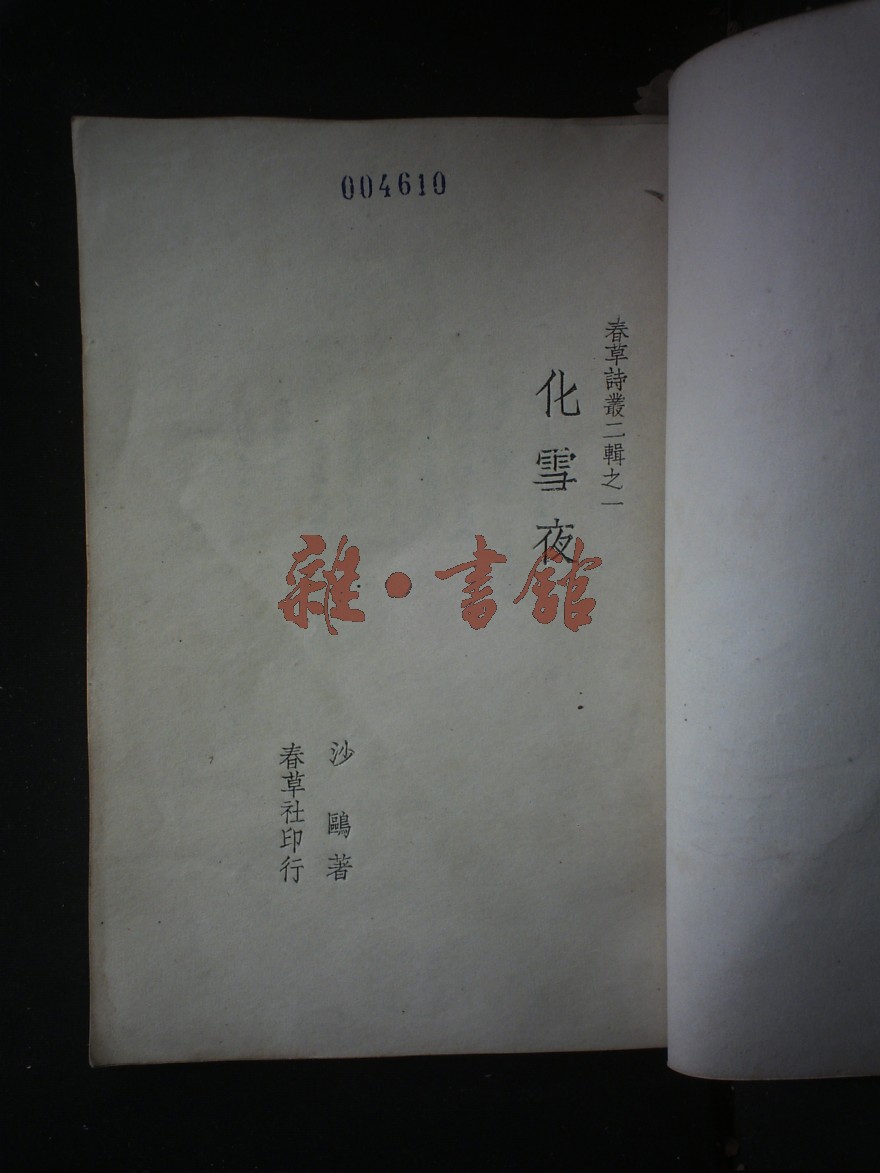 004610
春草詩叢二輯之一
化雪夜
雜·書館
沙鷗著
春草社印行